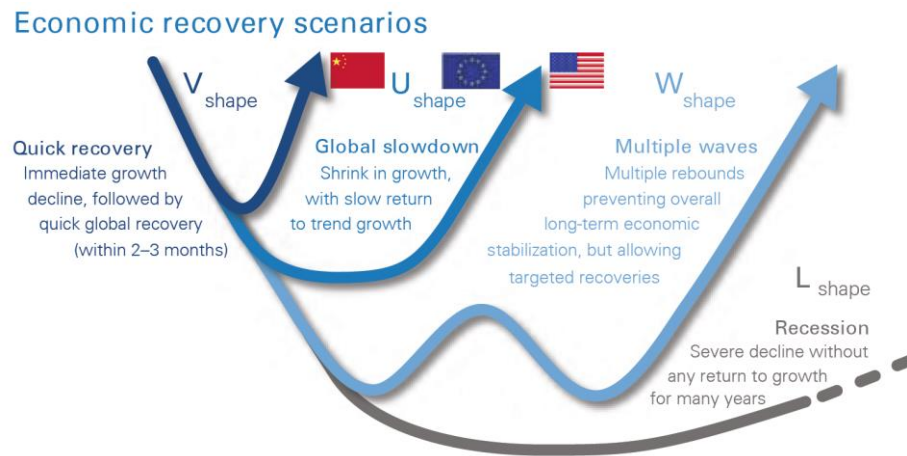 Economic recovery scenarios
V shape
Quick recovery
Immediate growth
decline, followed by
quick global recovery
(within 2–3 months)
U shape
Global slowdown
Shrink in growth,
with slow return
to trend growth
W shape
Multiple waves
Multiple rebounds
preventing overall
long-term economic
stabilization, but allowing
targeted recoveries
L shape
Recession
Severe decline without
any return to growth
for many years